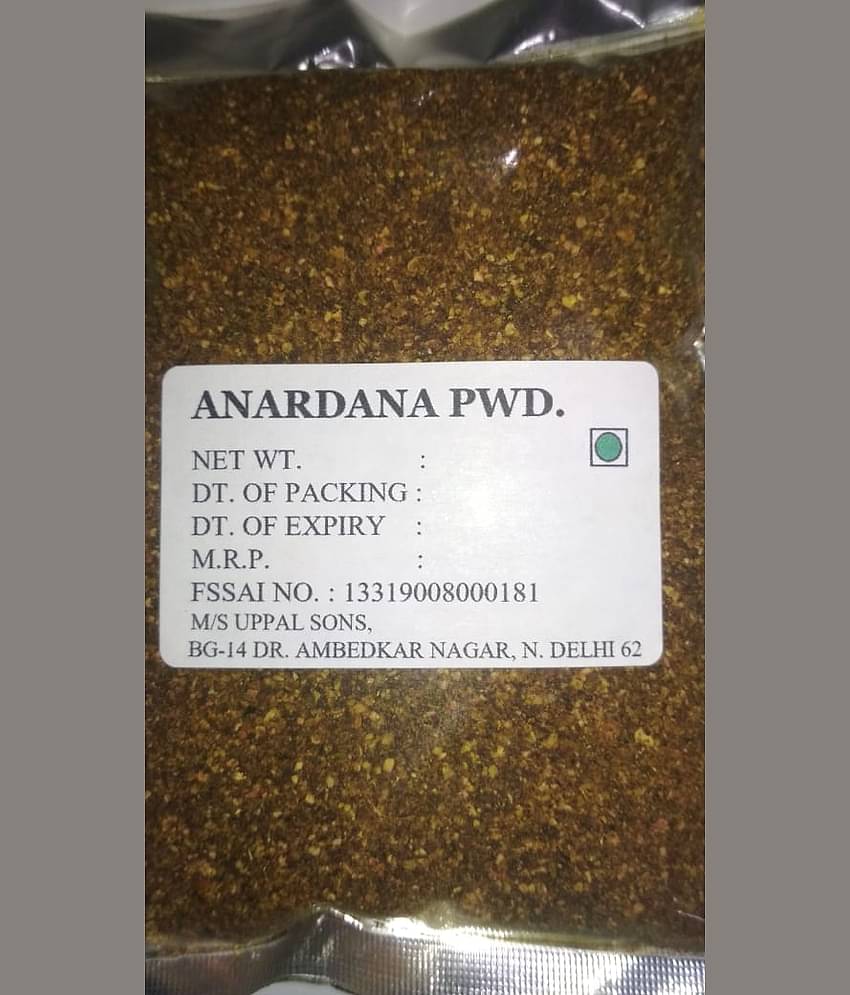 ANARDANA PWD.
NET WT. :
DT. OF PACKING :
DT. OF EXPIRY :
M.R.P. :
FSSAI NO. : 13319008000181
M/S UPPAL SONS,
BG-14 DR. AMBEDKAR NAGAR, N. DELHI 62